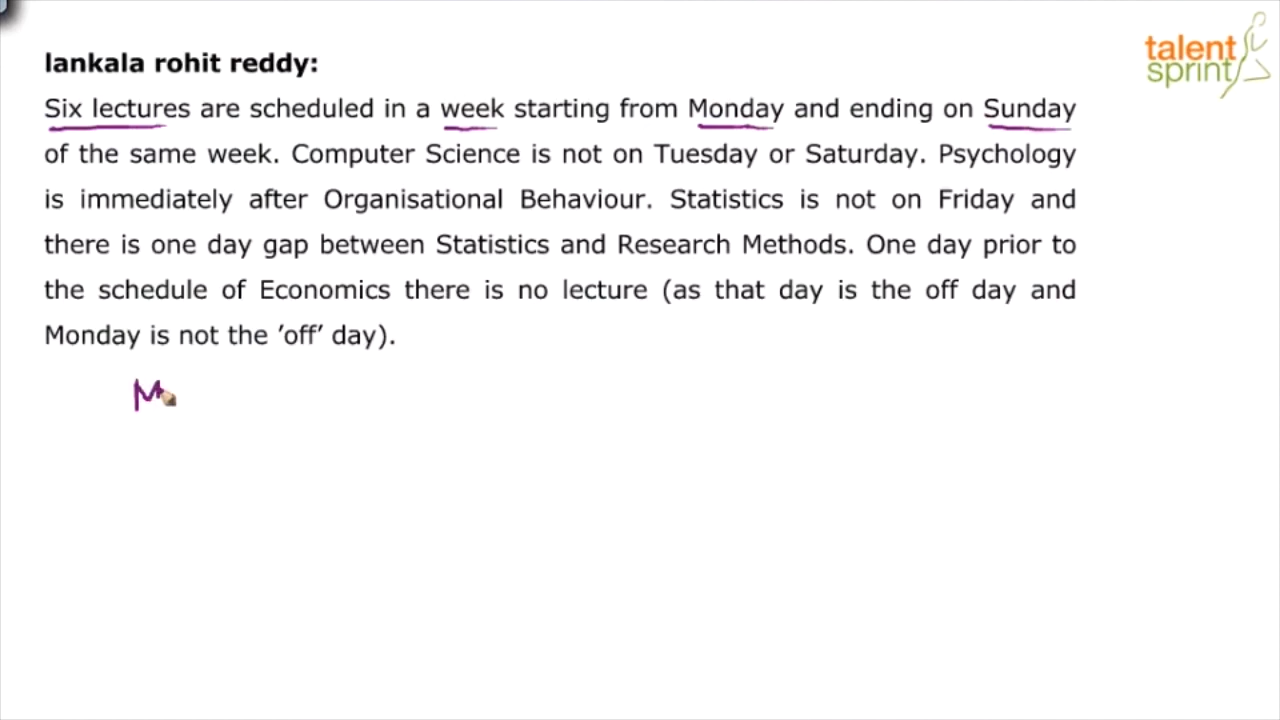 talent
sprint
lankala rohit reddy:
Six lectures are scheduled in a week starting from Monday and ending on Sunday
of the same week. Computer Science is not on Tuesday or Saturday. Psychology
is immediately after Organisational Behaviour. Statistics is not on Friday and
there is one day gap between Statistics and Research Methods. One day prior to
the schedule of Economics there is no lecture (as that day is the off day and
Monday is not the ’off’ day).
M